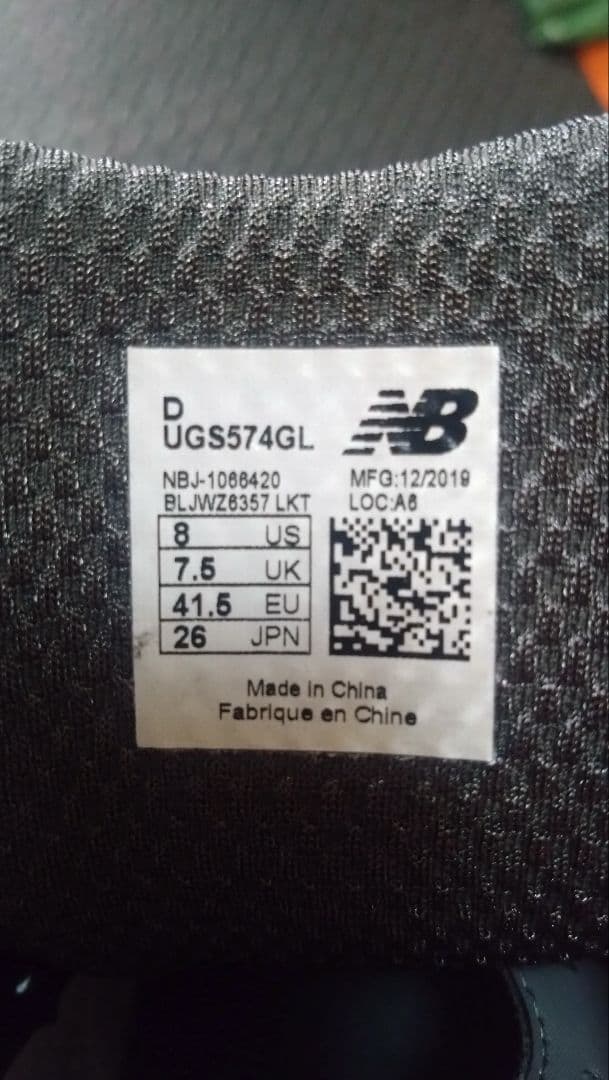 D
UGS574GL
NB
NBJ-1066420
MFG:12/2019
BLJWZ6357 LKT
LOC:A6
8 US
7.5 UK
41.5 EU
26 JPN
Made in China
Fabrique en Chine